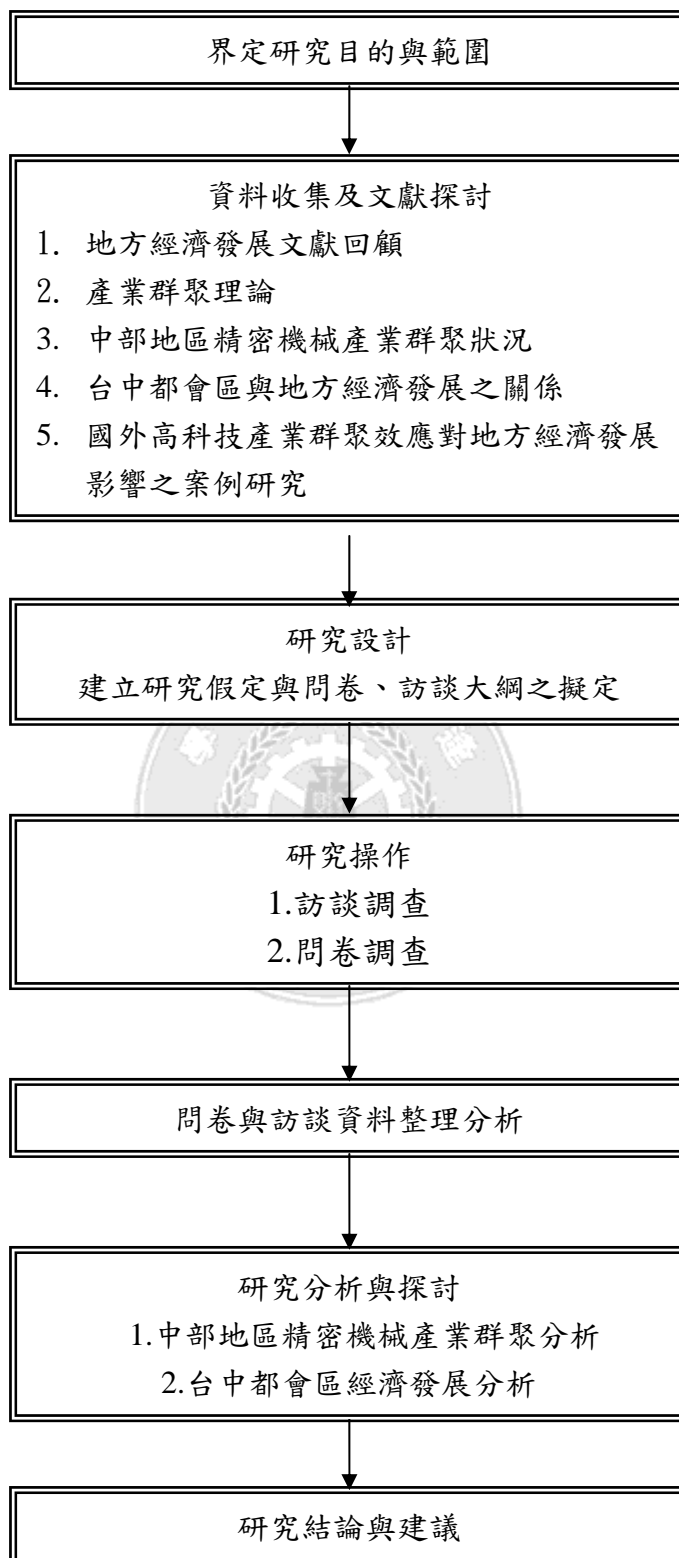 界定研究目的與範圍
資料收集及文獻探討
1. 地方經濟發展文獻回顧
2. 產業群聚理論
3. 中部地區精密機械產業群聚狀況
4. 台中都會區與地方經濟發展之關係
5. 國外高科技產業群聚效應對地方經濟發展
影響之案例研究
研究設計
建立研究假定與問卷、訪談大綱之擬定
研究操作
1.訪談調查
2.問卷調查
問卷與訪談資料整理分析
研究分析與探討
1.中部地區精密機械產業群聚分析
2.台中都會區經濟發展分析
研究結論與建議